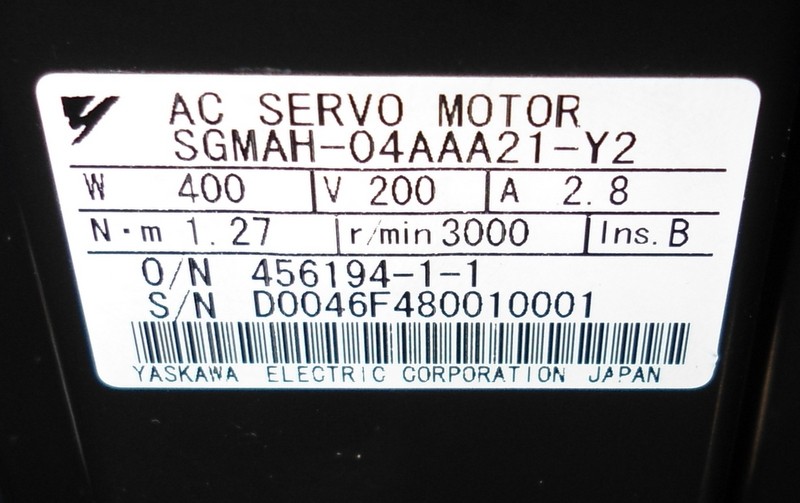 AC SERVO MOTOR
SGMAH-04AAA21-Y2
W 400 V 200 A 2.8
N·m 1.27 r/min 3000 Ins. B
O/N 456194-1-1
S/N D0046F480010001
YASKAWA ELECTRIC CORPORATION JAPAN